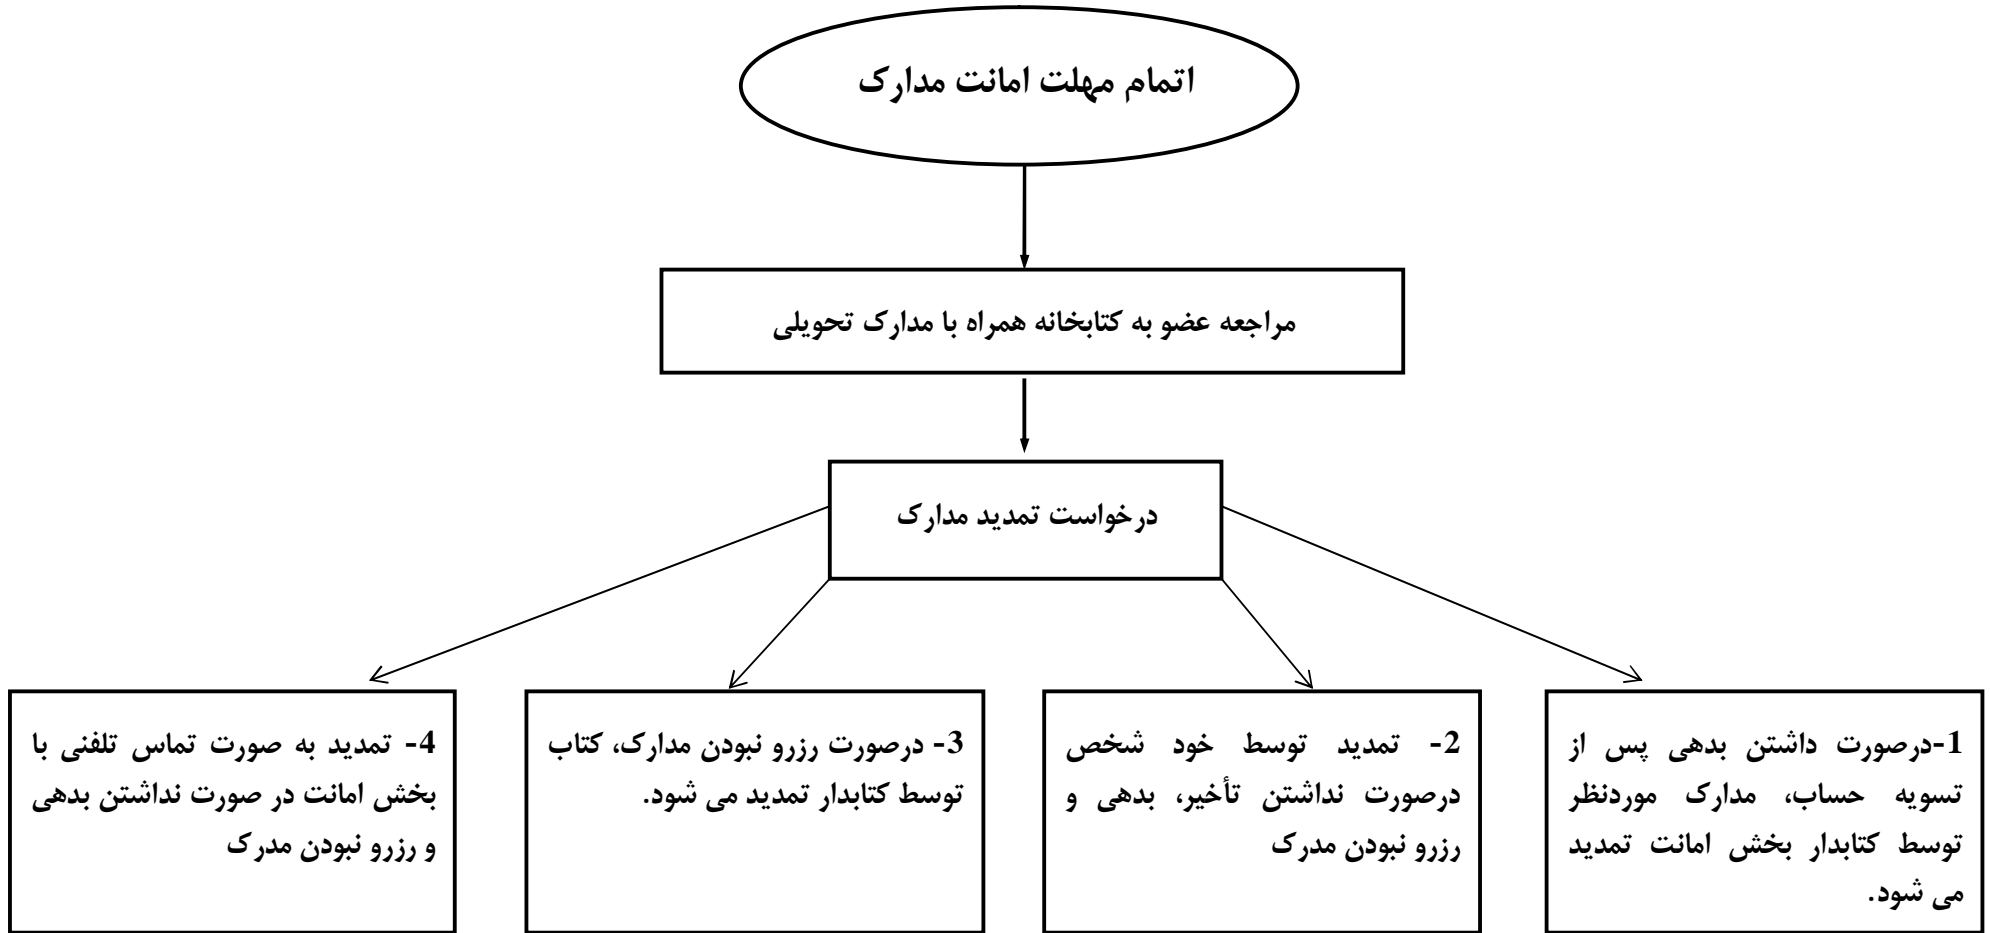 اتمام مهلت امانت مدارک
مراجعه عضو به کتابخانه همراه با مدارک تحویلی
درخواست تمدید مدارک
1-درصورت داشتن بدهی پس از
تسویه حساب، مدارک موردنظر
توسط کتابدار بخش امانت تمدید
می شود.
2- تمدید توسط خود شخص
درصورت نداشتن تأخیر، بدهی و
رزرو نبودن مدرک
3- درصورت رزرو نبودن مدارک، کتاب
توسط کتابدار تمدید می شود.
4- تمدید به صورت تماس تلفنی با
بخش امانت در صورت نداشتن بدهی
و رزرو نبودن مدرک